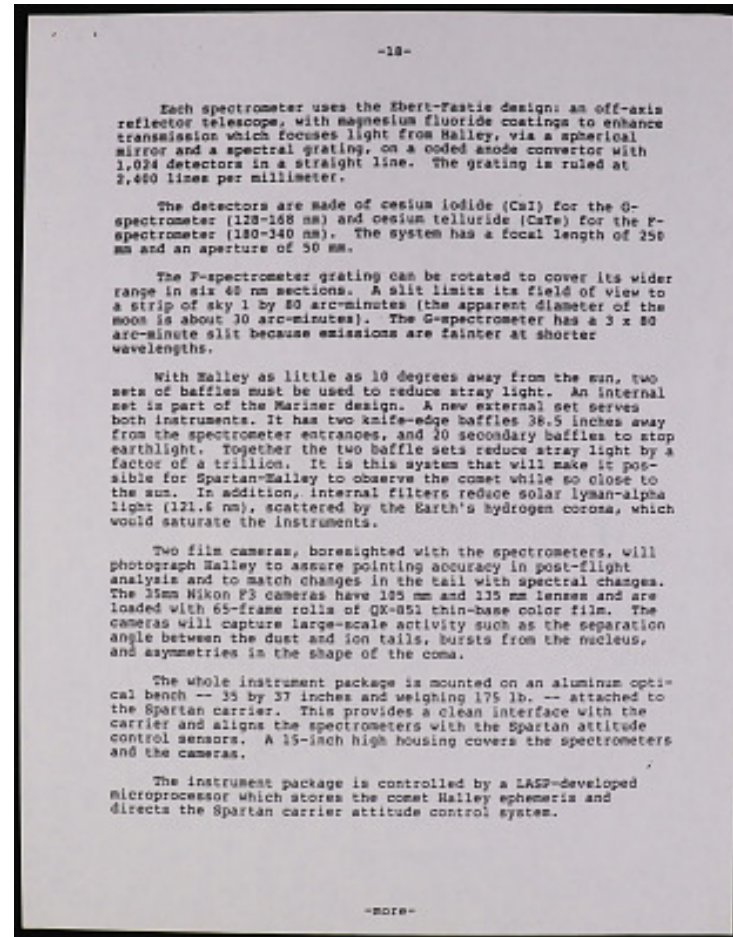 -18-
Each spectrometer uses the Ebert-Fastie design: an off-axis
reflector telescope, with magnesium fluoride coatings to enhance
transmission which focuses light from Halley, via a spherical
mirror and a spectral grating, on a coded anode convertor with
1,024 detectors in a straight line. The grating is ruled at
2,400 lines per millimeter.
The detectors are made of cesium iodide (CsI) for the G-
spectrometer (128-168 nm) and cesium telluride (CsTe) for the F-
spectrometer (180-340 nm). The system has a focal length of 250
mm and an aperture of 50 mm.
The F-spectrometer grating can be rotated to cover its wider
range in six 40 nm sections. A slit limits its field of view to
a strip of sky 1 by 80 arc-minutes (the apparent diameter of the
moon is about 30 arc-minutes). The G-spectrometer has a 3 x 80
arc-minute slit because emissions are fainter at shorter
wavelengths.
With Halley as little as 10 degrees away from the sun, two
sets of baffles must be used to reduce stray light. An internal
set is part of the Mariner design. A new external set serves
both instruments. It has two knife-edge baffles 38.5 inches away
from the spectrometer entrances, and 20 secondary baffles to stop
earthlight. Together the two baffle sets reduce stray light by a
factor of a trillion. It is this system that will make it pos-
sible for Spartan-Halley to observe the comet while so close to
the sun. In addition, internal filters reduce solar lyman-alpha
light (121.6 nm), scattered by the Earth's hydrogen corona, which
would saturate the instruments.
Two film cameras, boresighted with the spectrometers, will
photograph Halley to assure pointing accuracy in post-flight
analysis and to match changes in the tail with spectral changes.
The 35mm Nikon F3 cameras have 105 mm and 135 mm lenses and are
loaded with 65-frame rolls of QX-851 thin-base color film. The
cameras will capture large-scale activity such as the separation
angle between the dust and ion tails, bursts from the nucleus,
and asymmetries in the shape of the coma.
The whole instrument package is mounted on an aluminum opti-
cal bench -- 35 by 37 inches and weighing 175 lb. -- attached to
the Spartan carrier. This provides a clean interface with the
carrier and aligns the spectrometers with the Spartan attitude
control sensors. A 15-inch high housing covers the spectrometers
and the cameras.
The instrument package is controlled by a LASP-developed
microprocessor which stores the comet Halley ephemeris and
directs the Spartan carrier attitude control system.
-more-